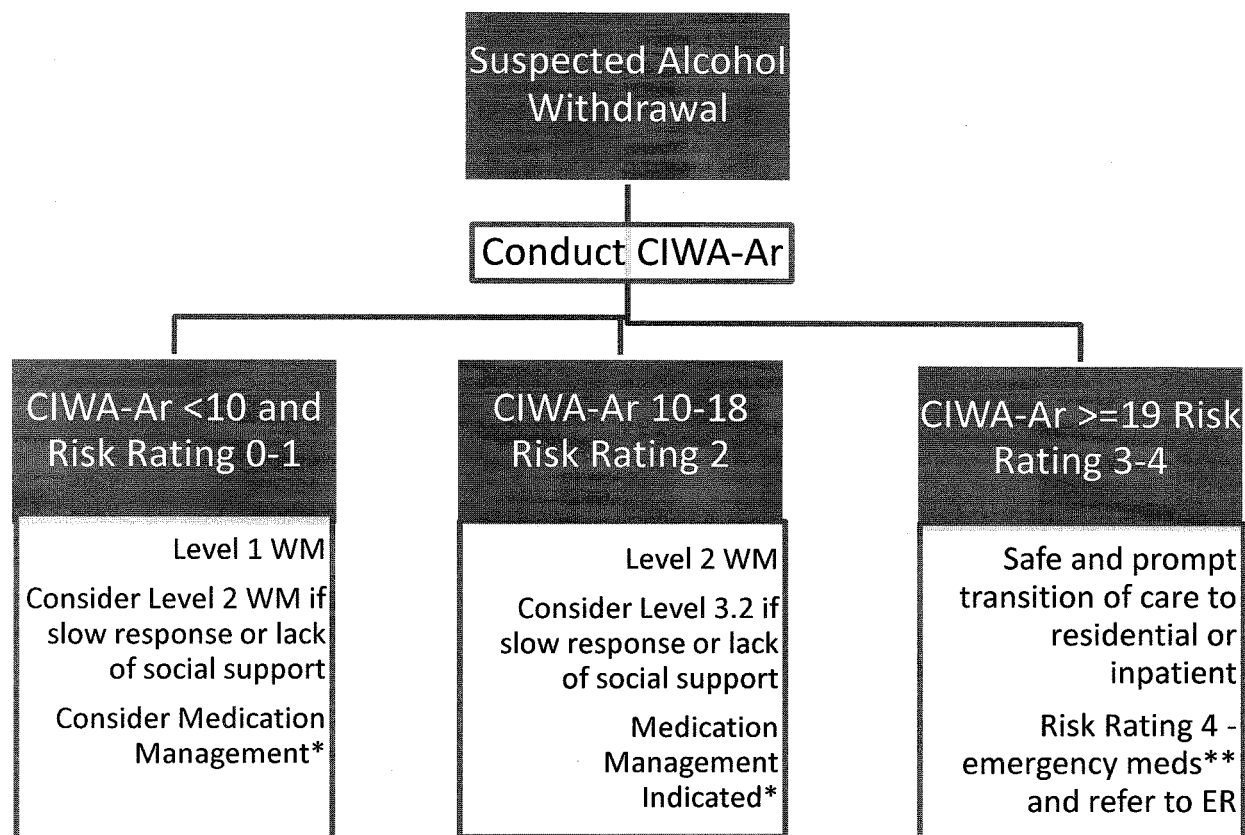 Suspected Alcohol
Withdrawal
Conduct CIWA-Ar
CIWA-Ar <10 and
Risk Rating 0-1
Level 1 WM
Consider Level 2 WM if
slow response or lack
of social support
Consider Medication
Management*
CIWA-Ar 10-18
Risk Rating 2
Level 2 WM
Consider Level 3.2 if
slow response or lack
of social support
Medication
Management
Indicated*
CIWA-Ar >=19 Risk
Rating 3-4
Safe and prompt
transition of care to
residential or
inpatient
Risk Rating 4 -
emergency meds**
and refer to ER